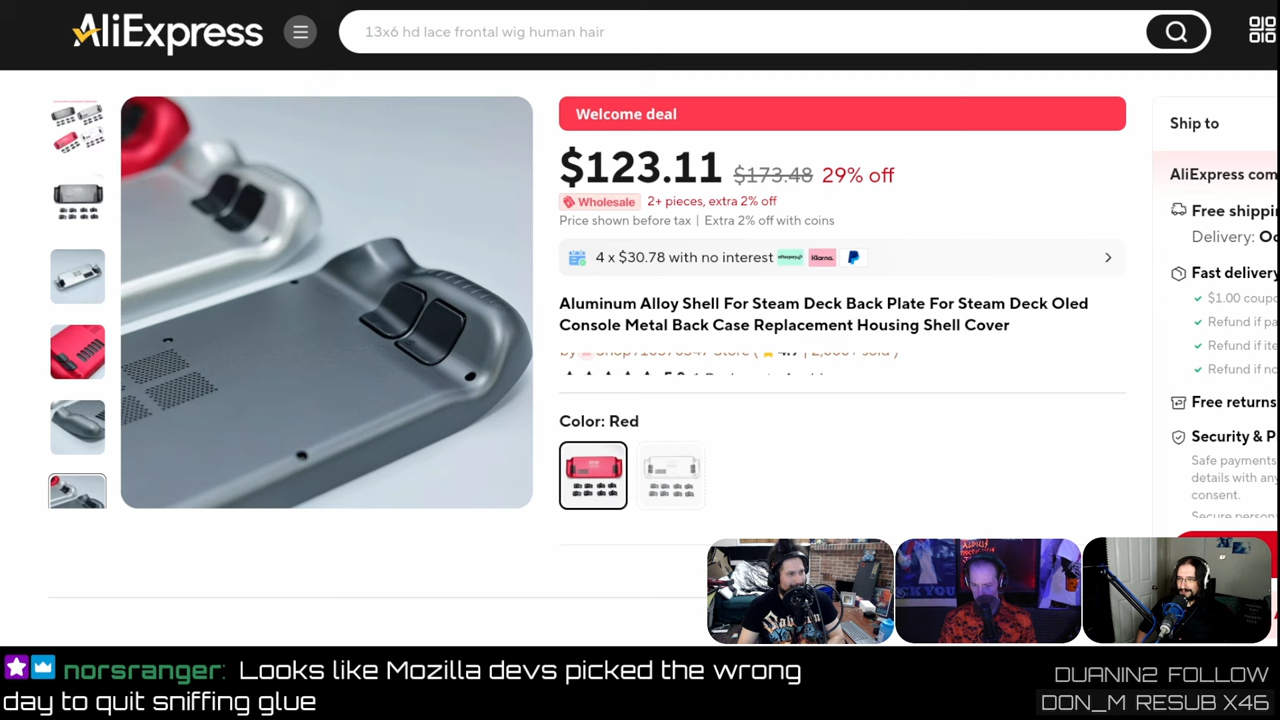 AliExpress
13x6 hd lace frontal wig human hair
Welcome deal
$123.11 $173.48 29% off
Wholesale 2+ pieces, extra 2% off
Price shown before tax | Extra 2% off with coins
4 x $30.78 with no interest afterpay Klarna.
Aluminum Alloy Shell For Steam Deck Back Plate For Steam Deck Oled
Console Metal Back Case Replacement Housing Shell Cover
Color: Red
Ship to
AliExpress com
Free shippi
Delivery: Oc
Fast delivery
$1.00 coupo
Refund if pa
Refund if ite
Refund if no
Free returns
Security & P
Safe payments
details with any
consent.
Secure person
norsranger: Looks like Mozilla devs picked the wrong
day to quit sniffing glue
DUANIN2 FOLLOW
DON_M RESUB X46